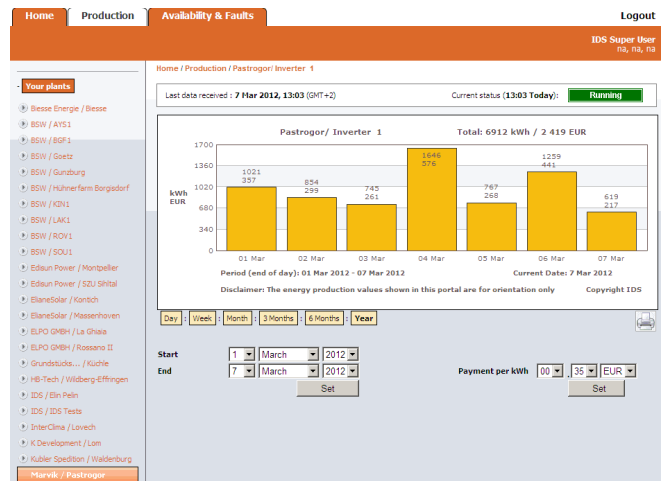 Home Production Availability & Faults Logout
IDS Super User
na, na, na
Home / Production / Pastrogor/ Inverter 1
- Your plants
Last data received : 7 Mar 2012, 13:03 (GMT+2) Current status (13:03 Today): Running
Biesse Energie / Biesse
BSW / AYS1
BSW / BGF1
BSW / Goetz
BSW / Gunzburg
BSW / Hühnerfarm Borgisdorf
BSW / KIN1
BSW / LAK1
BSW / ROV1
BSW / SOU1
Edisun Power / Montpellier
Edisun Power / SZU Sihltal
ElianeSolar / Kontich
ElianeSolar / Massenhoven
ELPO GMBH / La Ghiaia
ELPO GMBH / Rossano II
Grundstücks... / Küchle
HB-Tech / Wildberg-Effringen
IDS / Elin Pelin
IDS / IDS Tests
InterClima / Lovech
K Development / Lom
Kubler Spedition / Waldenburg
Marvik / Pastrogor
Pastrogor/ Inverter 1 Total: 6912 kWh / 2 419 EUR
kWh
EUR
1700
1360
1020
680
340
0
1021
357
854
299
745
261
1646
576
767
268
1259
441
619
217
01 Mar 02 Mar 03 Mar 04 Mar 05 Mar 06 Mar 07 Mar
Period (end of day): 01 Mar 2012 - 07 Mar 2012 Current Date: 7 Mar 2012
Disclaimer: The energy production values shown in this portal are for orientation only Copyright IDS
Day : Week : Month : 3 Months : 6 Months : Year
Start 1 March 2012
End 7 March 2012 Payment per kWh 00 . 35 EUR
Set Set